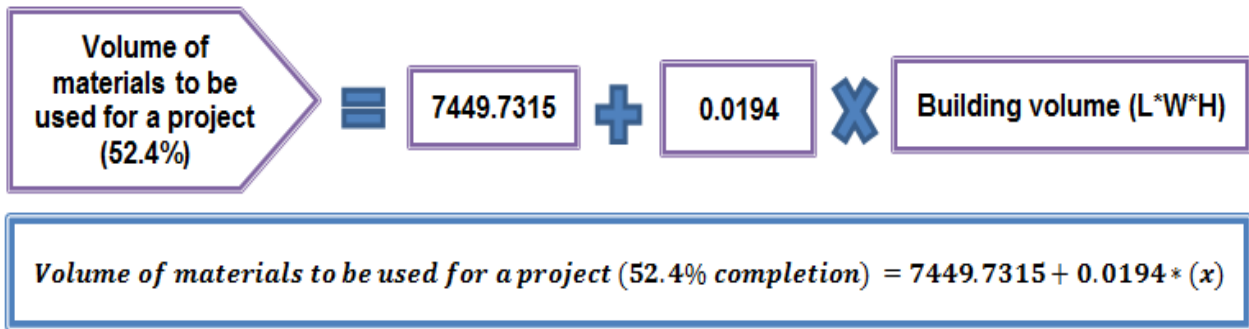 Volume of
materials to be
used for a project
(52.4%)
=
7449.7315
+
0.0194
×
Building volume (L*W*H)
Volume of materials to be used for a project (52.4% completion) = 7449.7315 + 0.0194 * (x)